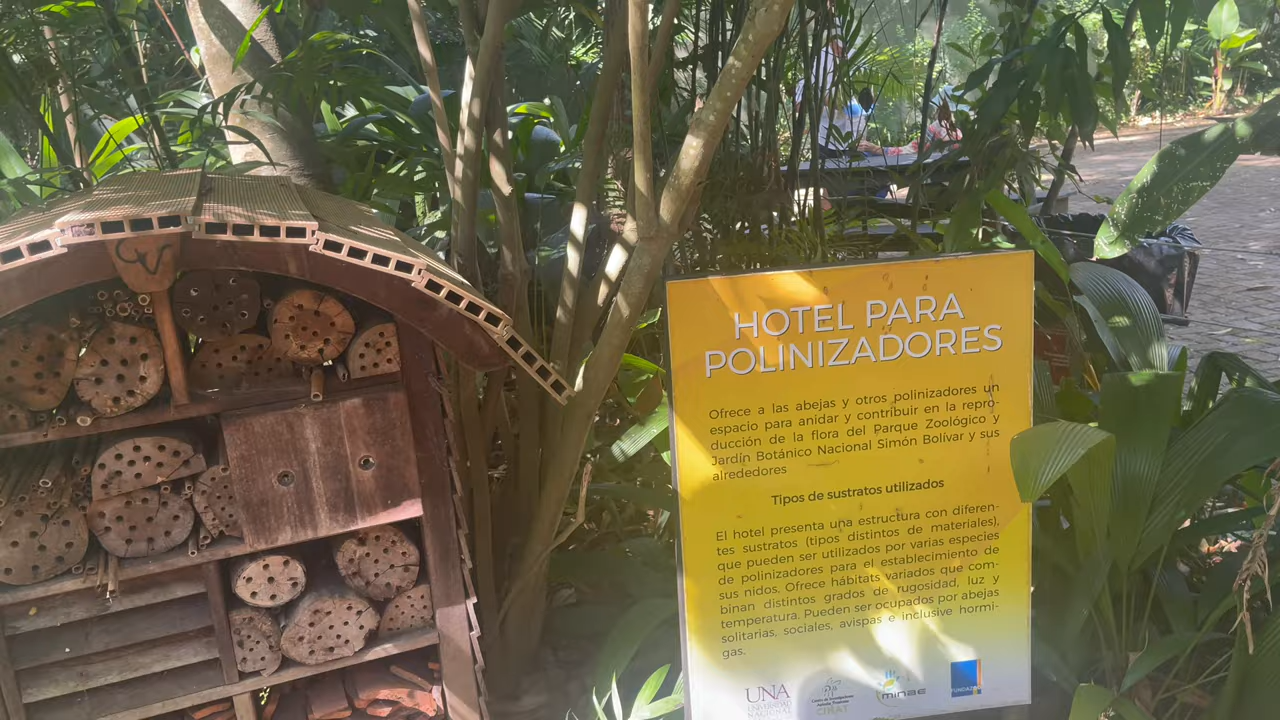 HOTEL PARA
POLINIZADORES
Ofrece a las abejas y otros polinizadores un
espacio para anidar y contribuir en la repro-
ducción de la flora del Parque Zoológico y
Jardín Botánico Nacional Simón Bolívar y sus
alrededores
Tipos de sustratos utilizados
El hotel presenta una estructura con diferen-
tes sustratos (tipos distintos de materiales),
que pueden ser utilizados por varias especies
de polinizadores para el establecimiento de
sus nidos. Ofrece hábitats variados que com-
binan distintos grados de rugosidad, luz y
temperatura. Pueden ser ocupados por abejas
solitarias, sociales, avispas e inclusive hormi-
gas.
UNA
UNIVERSIDAD
NACIONAL
CINAT
minae
FUNDAZOO